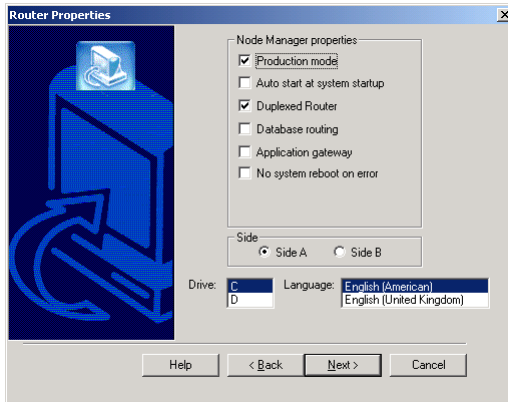 Router Properties
Node Manager properties
Production mode
Auto start at system startup
Duplexed Router
Database routing
Application gateway
No system reboot on error
Side
Side A Side B
Drive: C Language: English (American)
D English (United Kingdom)
Help < Back Next > Cancel